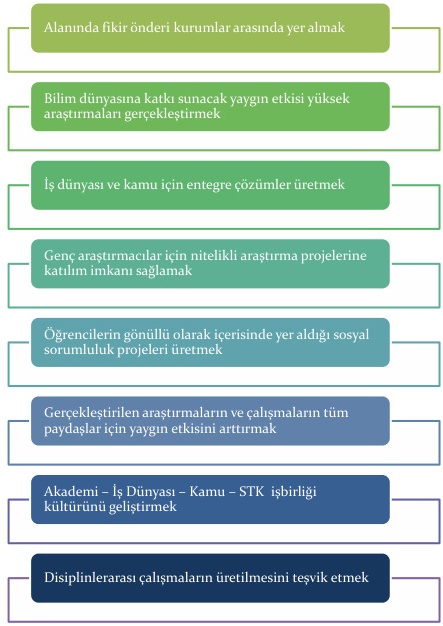 Alanında fikir önderi kurumlar arasında yer almak
Bilim dünyasına katkı sunacak yaygın etkisi yüksek
araştırmaları gerçekleştirmek
İş dünyası ve kamu için entegre çözümler üretmek
Genç araştırmacılar için nitelikli araştırma projelerine
katılım imkanı sağlamak
Öğrencilerin gönüllü olarak içerisinde yer aldığı sosyal
sorumluluk projeleri üretmek
Gerçekleştirilen araştırmaların ve çalışmaların tüm
paydaşlar için yaygın etkisini arttırmak
Akademi – İş Dünyası – Kamu – STK  işbirliği
kültürünü geliştirmek
Disiplinlerarası çalışmaların üretilmesini teşvik etmek